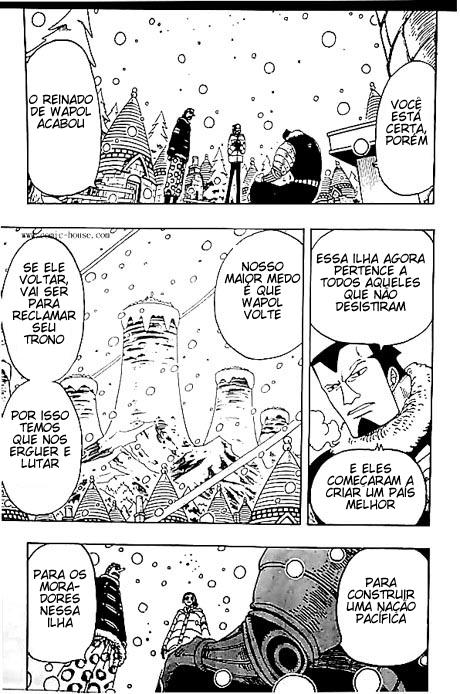 VOCÊ
ESTÁ
CERTA,
PORÉM
O REINADO
DE WAPOL
ACABOU
ESSA ILHA AGORA
PERTENCE A
TODOS AQUELES
QUE NÃO
DESISTIRAM
E ELES
COMEÇARAM A
CRIAR UM PAÍS
MELHOR
www.comic-house.com
NOSSO
MAIOR MEDO
É QUE
WAPOL
VOLTE
SE ELE
VOLTAR,
VAI SER
PARA
RECLAMAR
SEU
TRONO
POR ISSO
TEMOS
QUE NOS
ERGUER E
LUTAR
PARA
CONSTRUIR
UMA NAÇÃO
PACÍFICA
PARA OS
MORA-
DORES
NESSA
ILHA